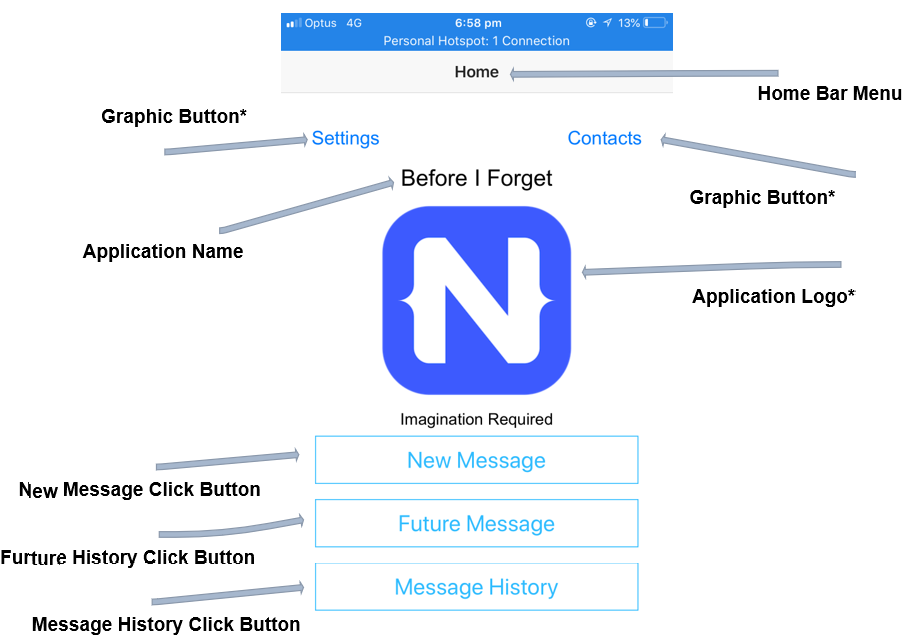 Optus 4G 6:58 pm 13%
Personal Hotspot: 1 Connection
Home
Home Bar Menu
Graphic Button*
Settings Contacts
Before I Forget
Graphic Button*
Application Name
Application Logo*
N
Imagination Required
New Message
New Message Click Button
Future Message
Furture History Click Button
Message History
Message History Click Button